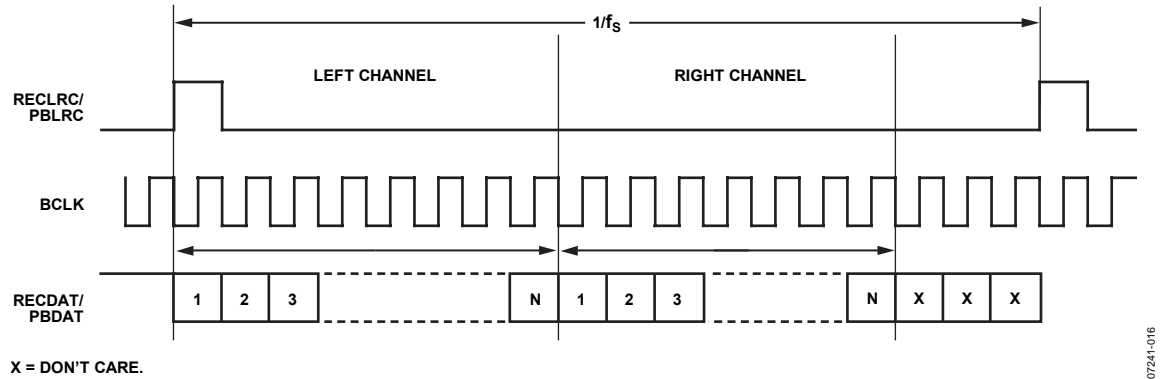 1/fS
LEFT CHANNEL
RIGHT CHANNEL
RECLRC/
PBLRC
BCLK
RECDAT/
PBDAT
1 2 3 N 1 2 3 N X X X
X = DON'T CARE.
07241-016